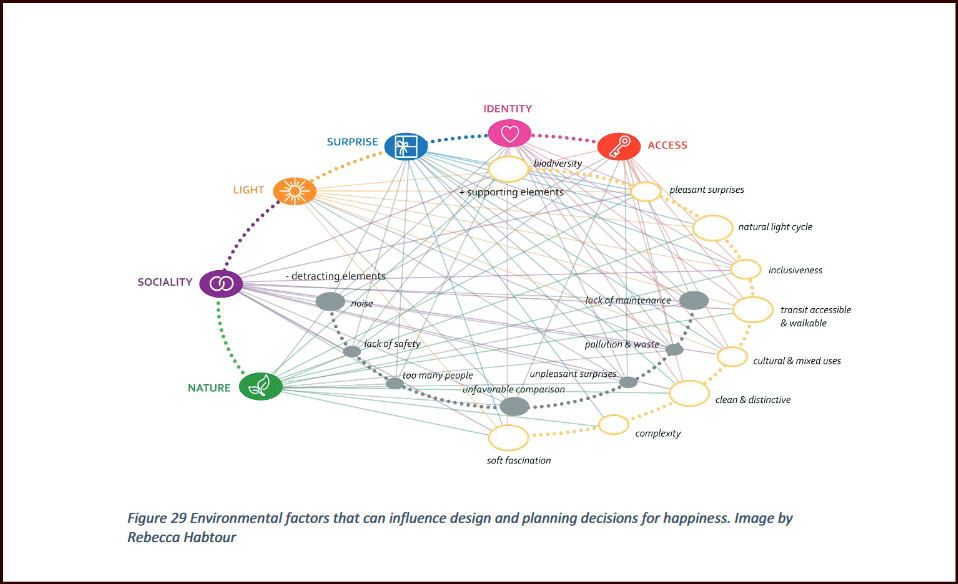 IDENTITY
SURPRISE
ACCESS
biodiversity
LIGHT
+ supporting elements
pleasant surprises
natural light cycle
SOCIALITY
- detracting elements
inclusiveness
noise
lack of maintenance
transit accessible
& walkable
lack of safety
pollution & waste
cultural & mixed uses
too many people
unpleasant surprises
NATURE
unfavorable comparison
clean & distinctive
complexity
soft fascination
Figure 29 Environmental factors that can influence design and planning decisions for happiness. Image by
Rebecca Habtour